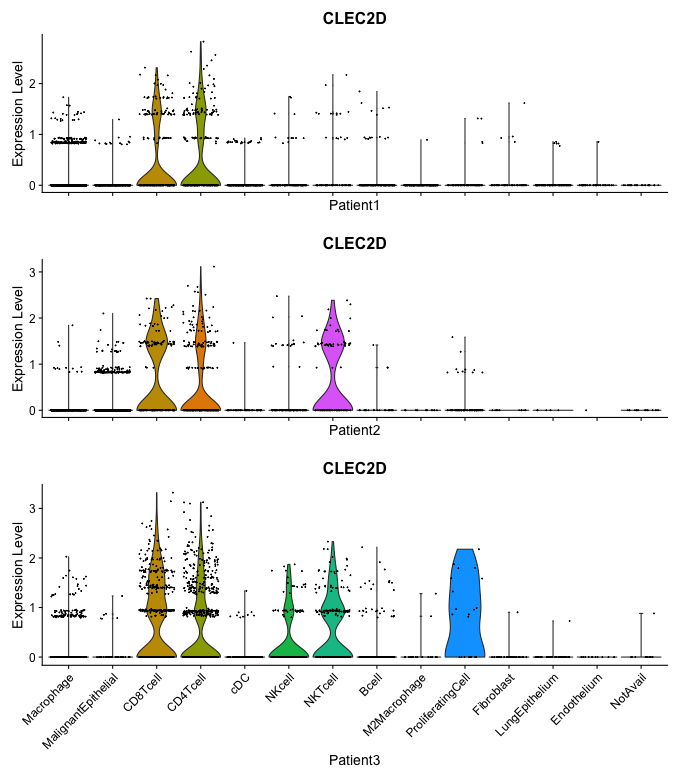 CLEC2D
Expression Level
2
1
0
Patient1
CLEC2D
Expression Level
3
2
1
0
Patient2
CLEC2D
Expression Level
3
2
1
0
Macrophage
MalignantEpithelial
CD8Tcell
CD4Tcell
cDC
NKcell
NKTcell
Bcell
M2Macrophage
ProliferatingCell
Fibroblast
LungEpithelium
Endothelium
NotAvail
Patient3